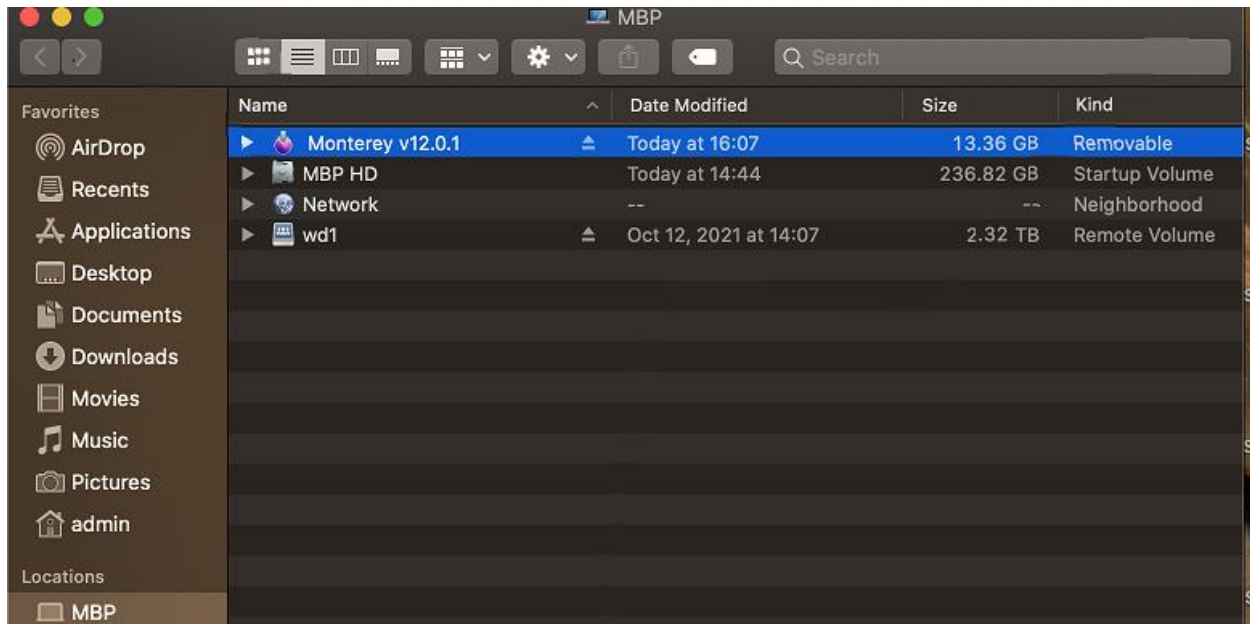 MBP
Search
Favorites
AirDrop
Recents
Applications
Desktop
Documents
Downloads
Movies
Music
Pictures
admin
Locations
MBP
Name Date Modified Size Kind
Monterey v12.0.1 Today at 16:07 13.36 GB Removable
MBP HD Today at 14:44 236.82 GB Startup Volume
Network -- -- Neighborhood
wd1 Oct 12, 2021 at 14:07 2.32 TB Remote Volume